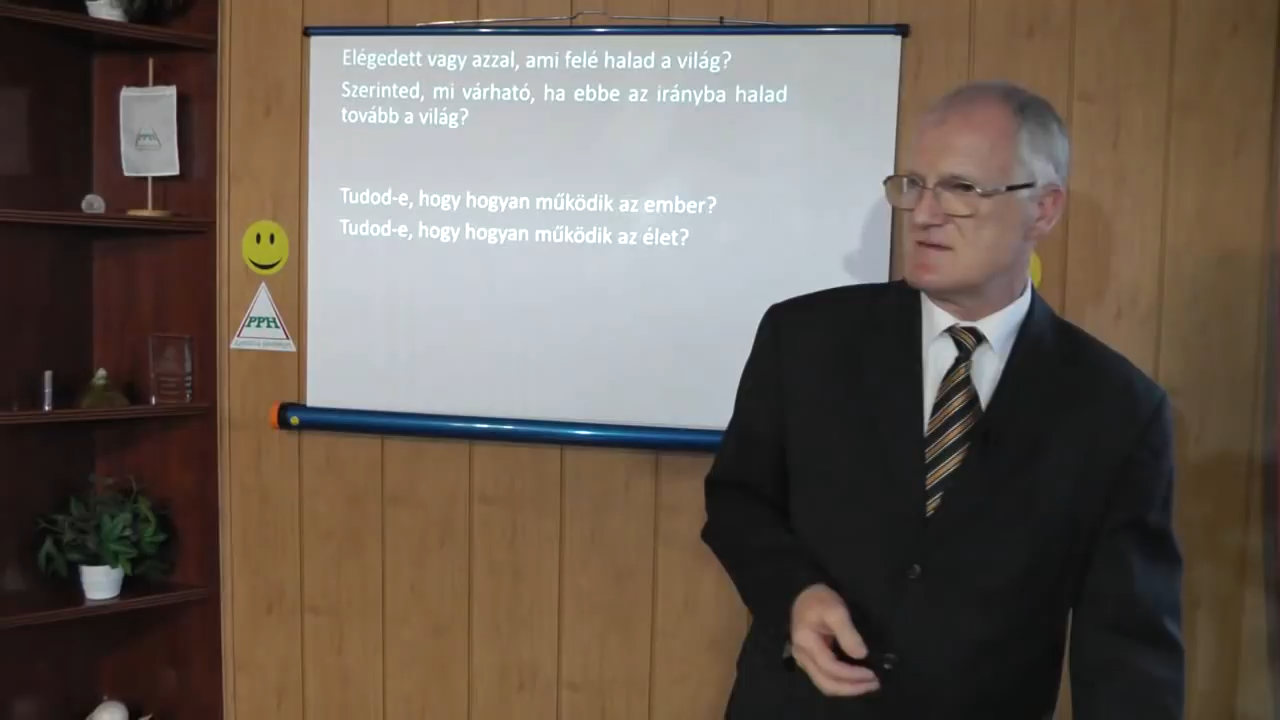 Elégedett vagy azzal, ami felé halad a világ?
Szerinted, mi várható, ha ebbe az irányba halad
tovább a világ?
Tudod-e, hogy hogyan működik az ember?
Tudod-e, hogy hogyan működik az élet?
PPH
PPH